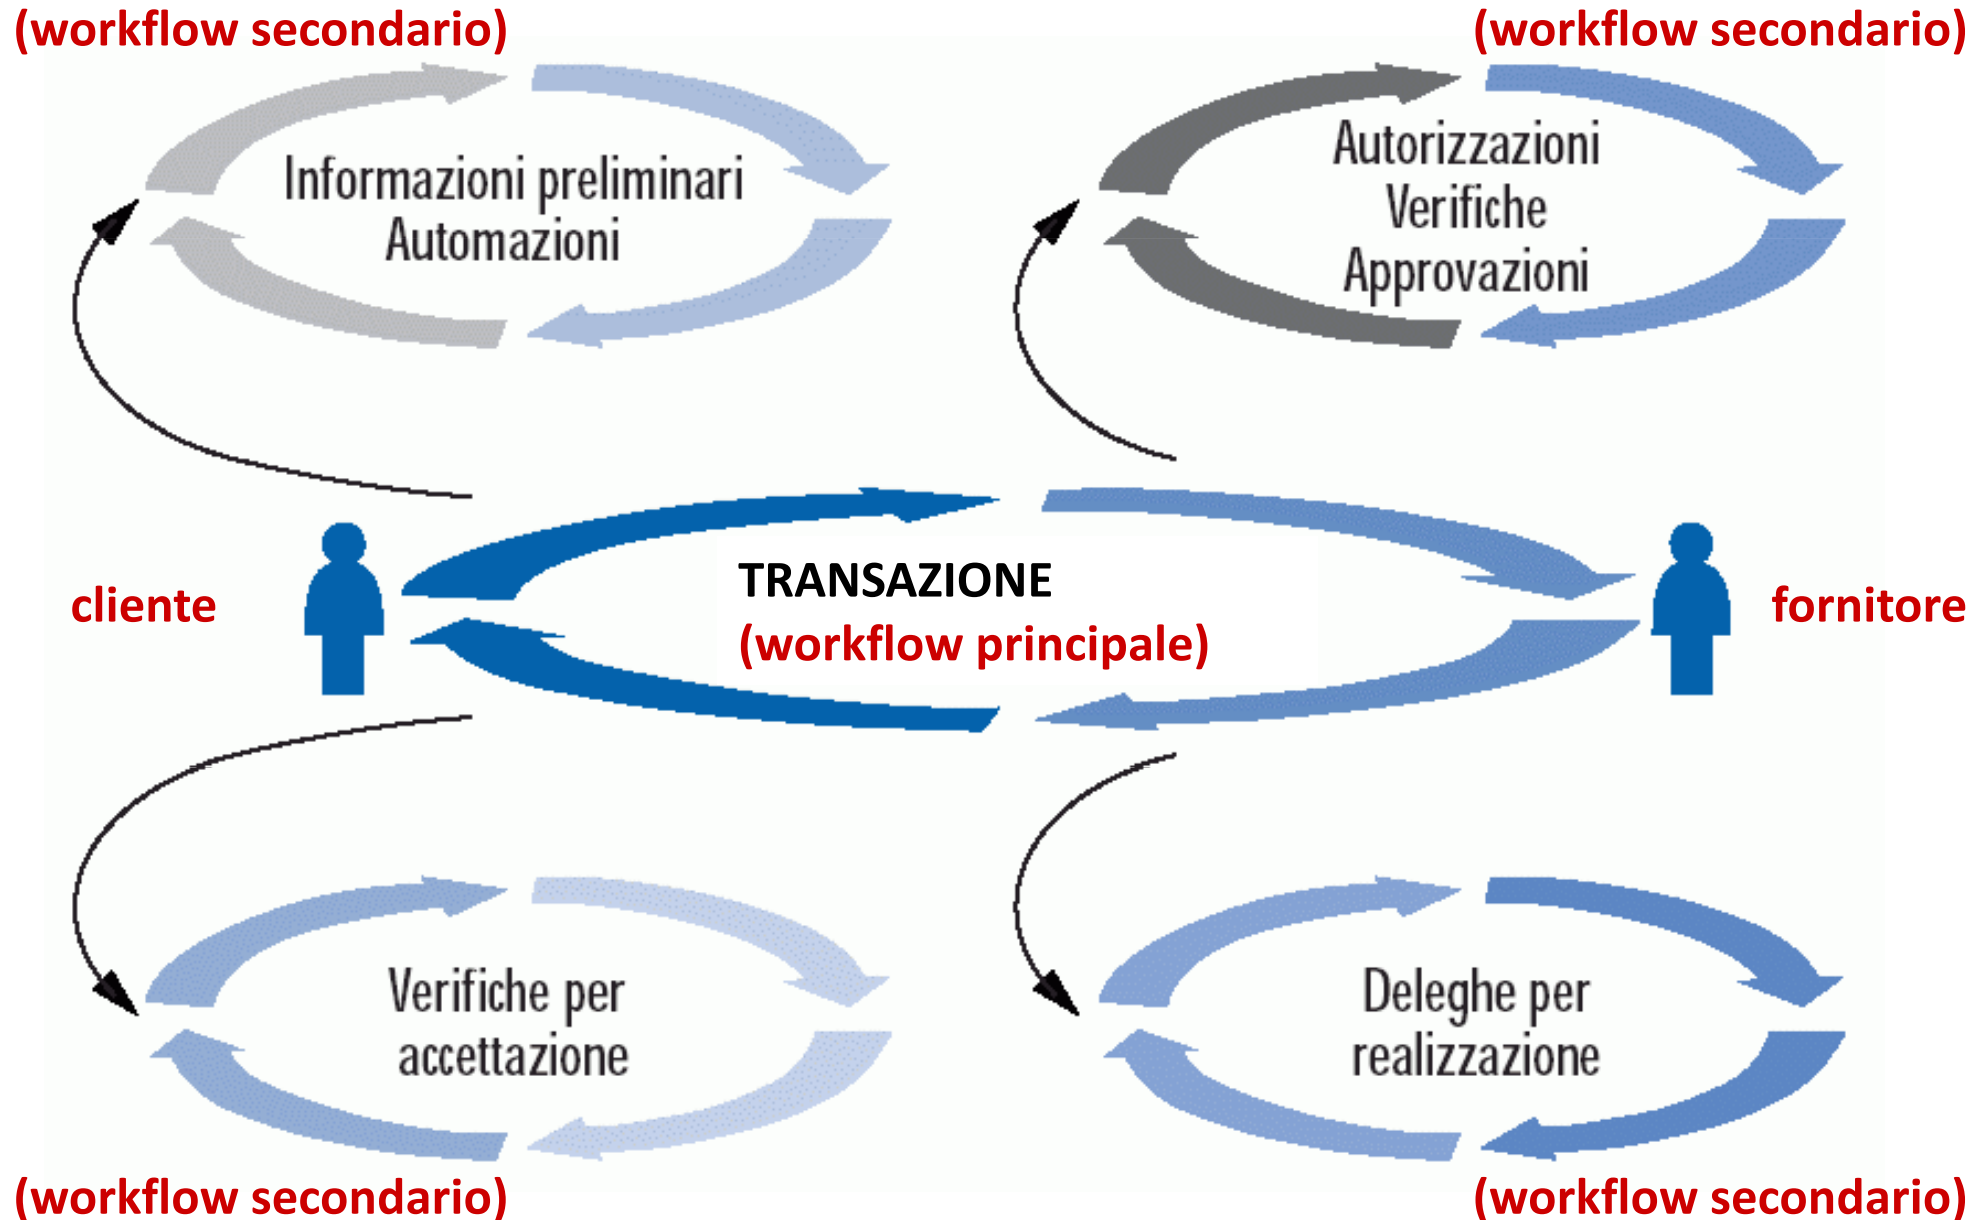 (workflow secondario)
(workflow secondario)
Informazioni preliminari
Automazioni
Autorizzazioni
Verifiche
Approvazioni
cliente
TRANSAZIONE
(workflow principale)
fornitore
Verifiche per
accettazione
Deleghe per
realizzazione
(workflow secondario)
(workflow secondario)